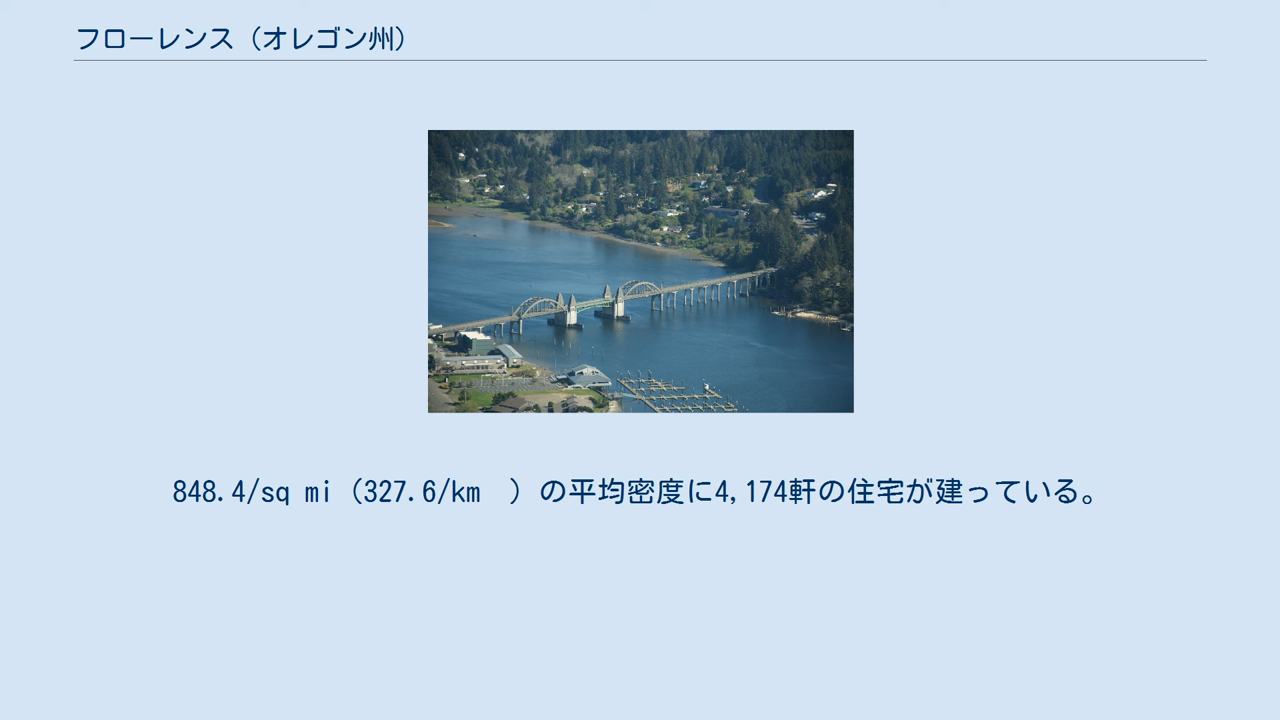 フローレンス（オレゴン州）
848.4/sq mi（327.6/km　）の平均密度に4,174軒の住宅が建っている。